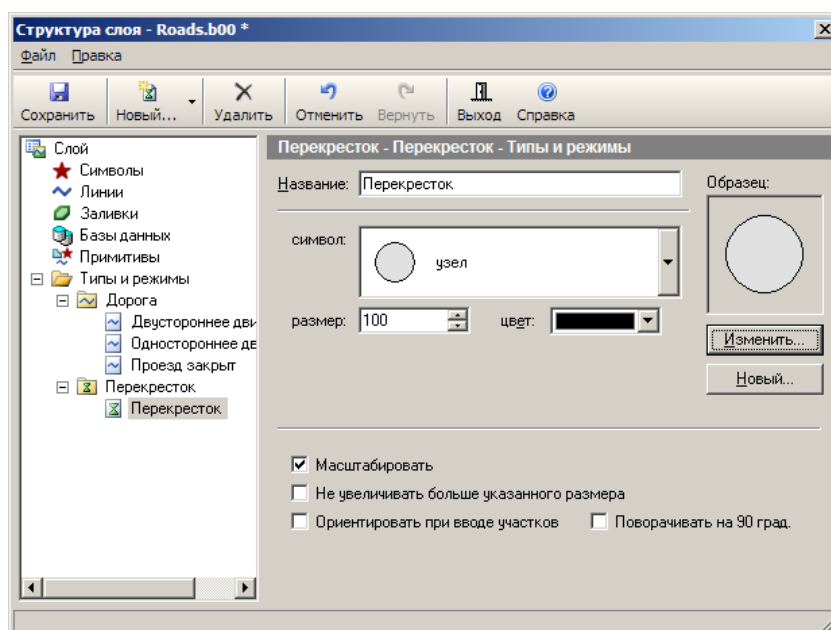 Структура слоя - Roads.b00 *
Файл Правка
Сохранить Новый... Удалить Отменить Вернуть Выход Справка
Слой
Символы
Линии
Заливки
Базы данных
Примитивы
Типы и режимы
Дорога
Двустороннее дви
Одностороннее дв
Проезд закрыт
Перекресток
Перекресток
Перекресток - Перекресток - Типы и режимы
Название: Перекресток
Образец:
символ: узел
размер: 100 цвет:
Изменить...
Новый...
Масштабировать
Не увеличивать больше указанного размера
Ориентировать при вводе участков Поворачивать на 90 град.